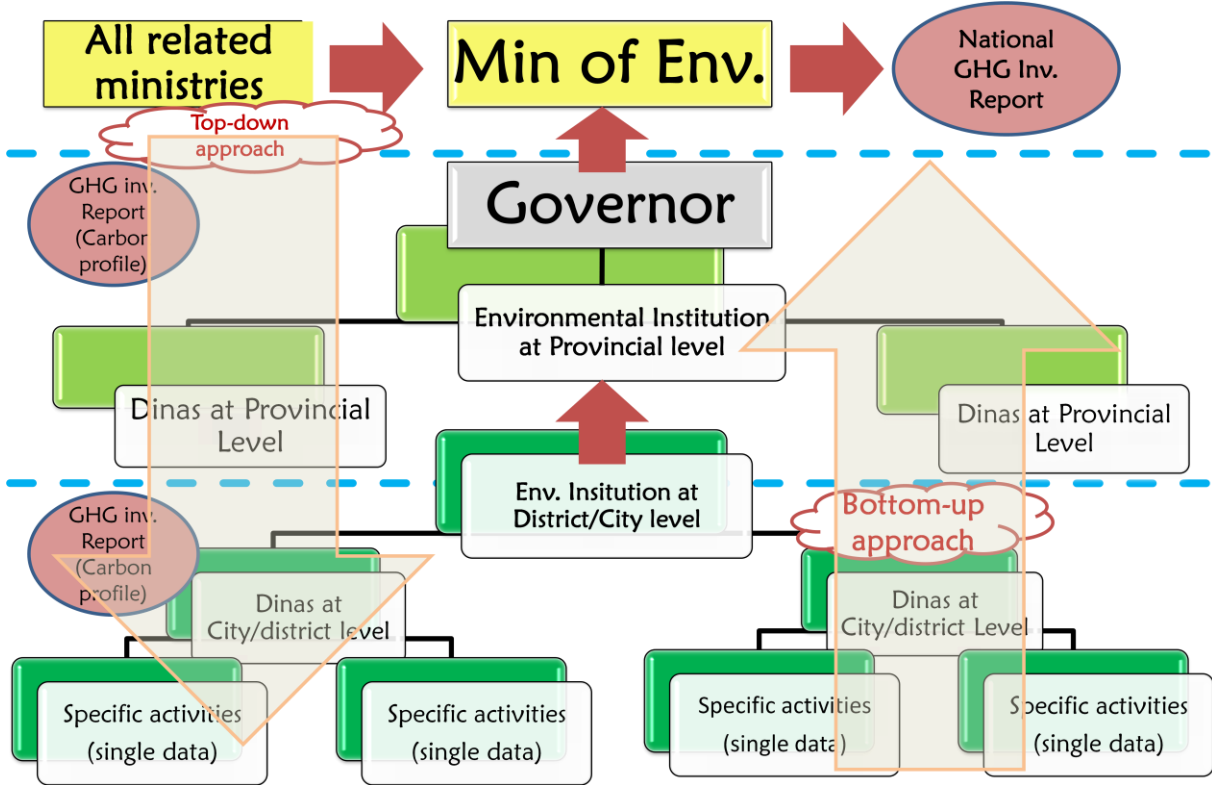 All related
ministries
Min of Env.
National
GHG Inv.
Report
Top-down
approach
GHG inv.
Report
(Carbon
profile)
Governor
Environmental Institution
at Provincial level
Dinas at Provincial
Level
Dinas at Provincial
Level
Env. Insitution at
District/City level
GHG inv.
Report
(Carbon
profile)
Bottom-up
approach
Dinas at
City/district level
Dinas at
City/district Level
Specific activities
(single data)
Specific activities
(single data)
Specific activities
(single data)
Specific activities
(single data)